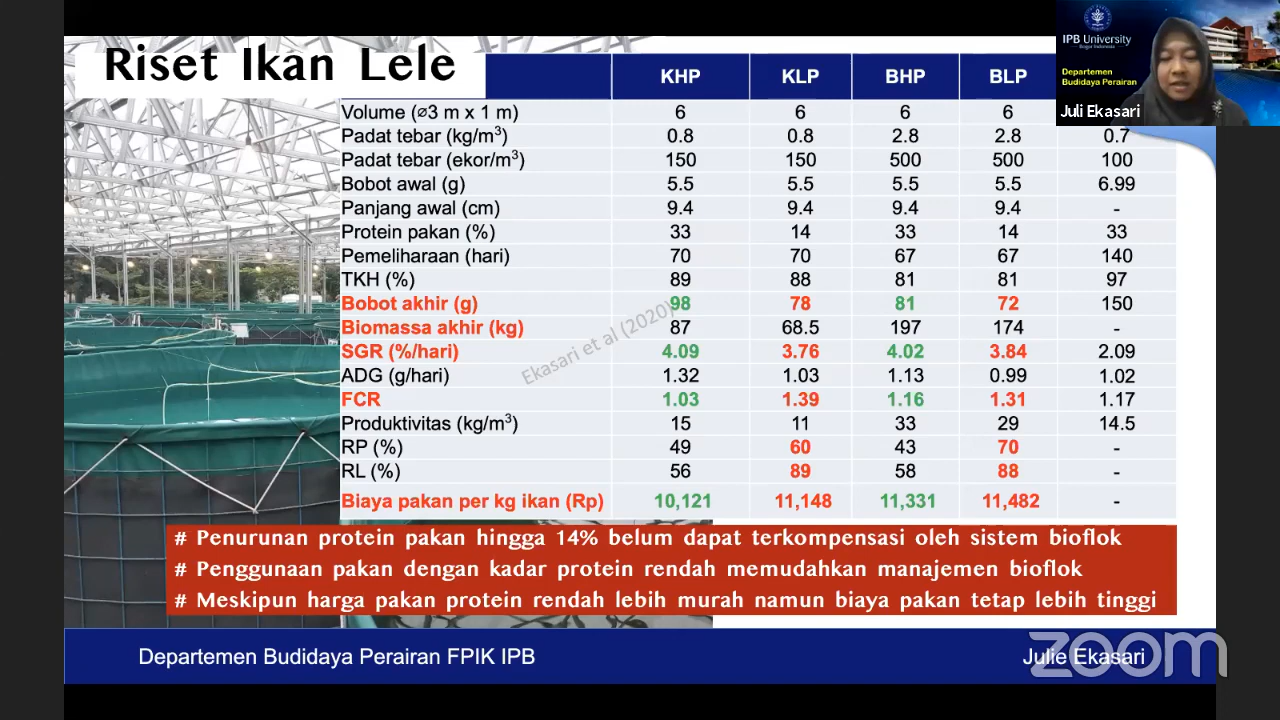 Riset Ikan Lele
KHP KLP BHP BLP
Volume (⌀3 m x 1 m) 6 6 6 6
Padat tebar (kg/m³) 0.8 0.8 2.8 2.8 0.7
Padat tebar (ekor/m³) 150 150 500 500 100
Bobot awal (g) 5.5 5.5 5.5 5.5 6.99
Panjang awal (cm) 9.4 9.4 9.4 9.4 -
Protein pakan (%) 33 14 33 14 33
Pemeliharaan (hari) 70 70 67 67 140
TKH (%) 89 88 81 81 97
Bobot akhir (g) 98 78 81 72 150
Biomassa akhir (kg) 87 68.5 197 174 -
SGR (%/hari) 4.09 3.76 4.02 3.84 2.09
ADG (g/hari) 1.32 1.03 1.13 0.99 1.02
FCR 1.03 1.39 1.16 1.31 1.17
Produktivitas (kg/m³) 15 11 33 29 14.5
RP (%) 49 60 43 70 -
RL (%) 56 89 58 88 -
Biaya pakan per kg ikan (Rp) 10,121 11,148 11,331 11,482 -
Ekasari et al (2020)
# Penurunan protein pakan hingga 14% belum dapat terkompensasi oleh sistem bioflok
# Penggunaan pakan dengan kadar protein rendah memudahkan manajemen bioflok
# Meskipun harga pakan protein rendah lebih murah namun biaya pakan tetap lebih tinggi
Departemen Budidaya Perairan FPIK IPB
Julie Ekasari
zoom
IPB University
Bogor Indonesia
Departemen
Budidaya Perairan
Juli Ekasari